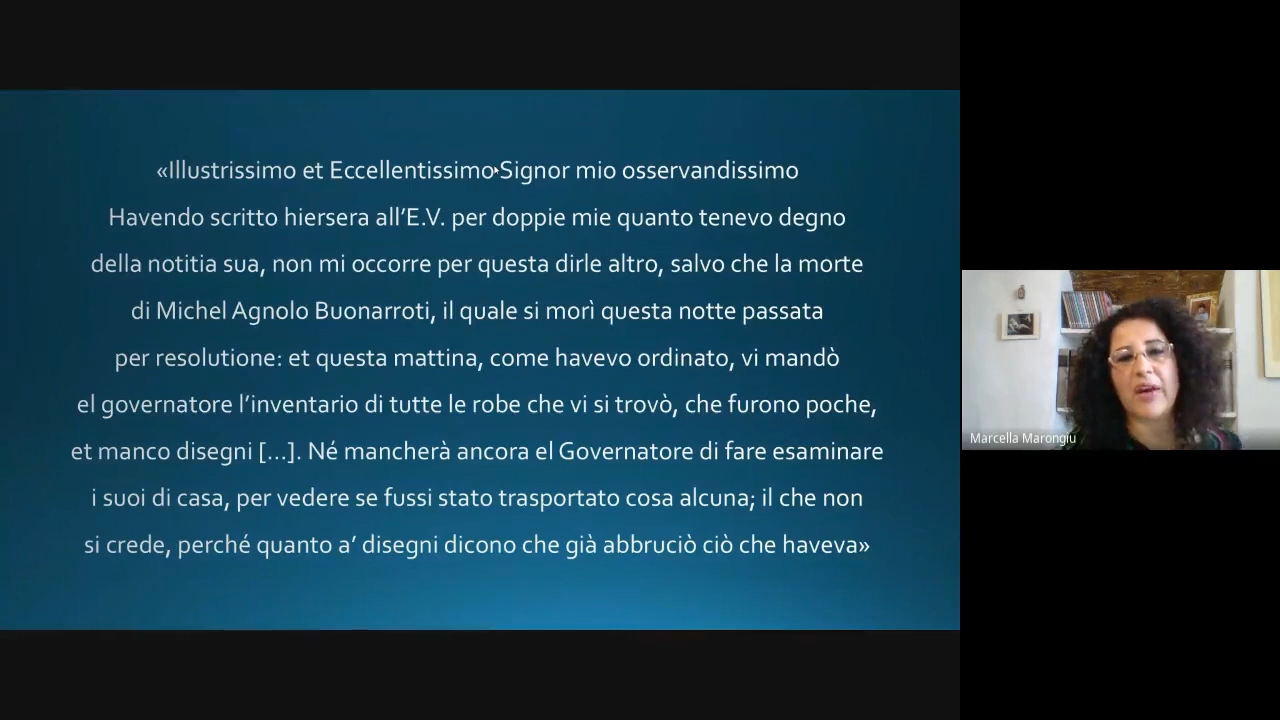 «Illustrissimo et Eccellentissimo Signor mio osservandissimo
Havendo scritto hiersera all’E.V. per doppie mie quanto tenevo degno
della notitia sua, non mi occorre per questa dirle altro, salvo che la morte
di Michel Agnolo Buonarroti, il quale si morì questa notte passata
per resolutione: et questa mattina, come havevo ordinato, vi mandò
el governatore l’inventario di tutte le robe che vi si trovò, che furono poche,
et manco disegni [...]. Né mancherà ancora el Governatore di fare esaminare
i suoi di casa, per vedere se fussi stato trasportato cosa alcuna; il che non
si crede, perché quanto a’ disegni dicono che già abbruciò ciò che haveva»
Marcella Marongiu